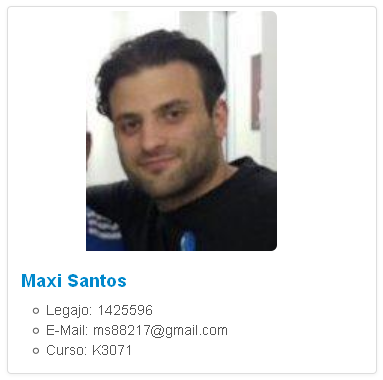 Maxi Santos
Legajo: 1425596
E-Mail: ms88217@gmail.com
Curso: K3071